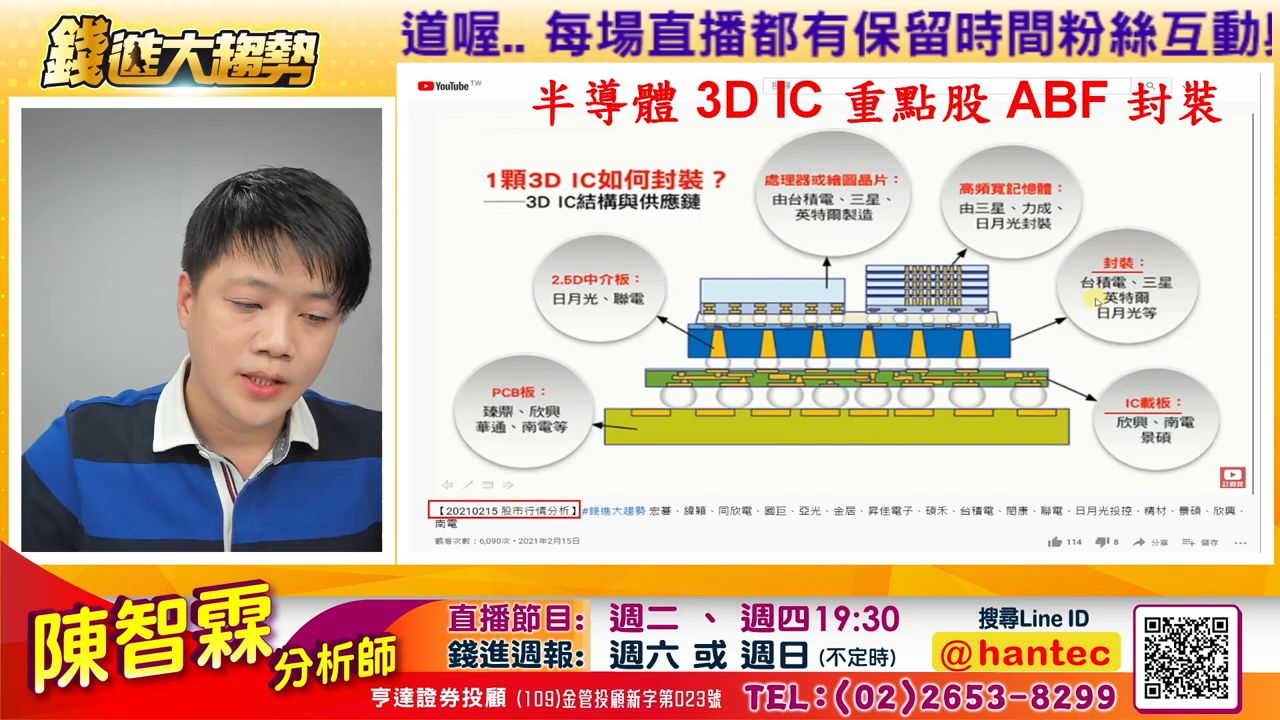 錢進大趨勢
道喔.. 每場直播都有保留時間粉絲互動
YouTube TW
搜尋
半導體 3D IC 重點股 ABF 封裝
1顆3D IC如何封裝？
——3D IC結構與供應鏈
處理器或繪圖晶片：
由台積電、三星、
英特爾製造
高頻寬記憶體：
由三星、力成、
日月光封裝
2.5D中介板：
日月光、聯電
封裝：
台積電、三星
英特爾
日月光等
PCB板：
臻鼎、欣興
華通、南電等
IC載板：
欣興、南電
景碩
訂閱我
【20210215 股市行情分析】#錢進大趨勢 宏碁、緯穎、同欣電、國巨、亞光、金居、昇佳電子、碩禾、台積電、閎康、聯電、日月光投控、精材、景碩、欣興、
南電
觀看次數：6,090次・2021年2月15日
114 8 分享 儲存
陳智霖 分析師
直播節目: 週二 、 週四19:30
錢進週報: 週六 或 週日 (不定時)
搜尋Line ID
@hantec
亨達證券投顧 (109)金管投顧新字第023號 TEL:(02)2653-8299